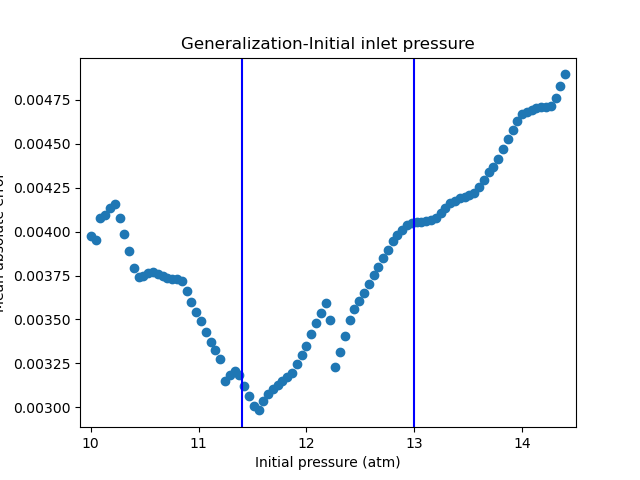 Generalization-Initial inlet pressure
Mean absolute error
0.00475
0.00450
0.00425
0.00400
0.00375
0.00350
0.00325
0.00300
10 11 12 13 14
Initial pressure (atm)